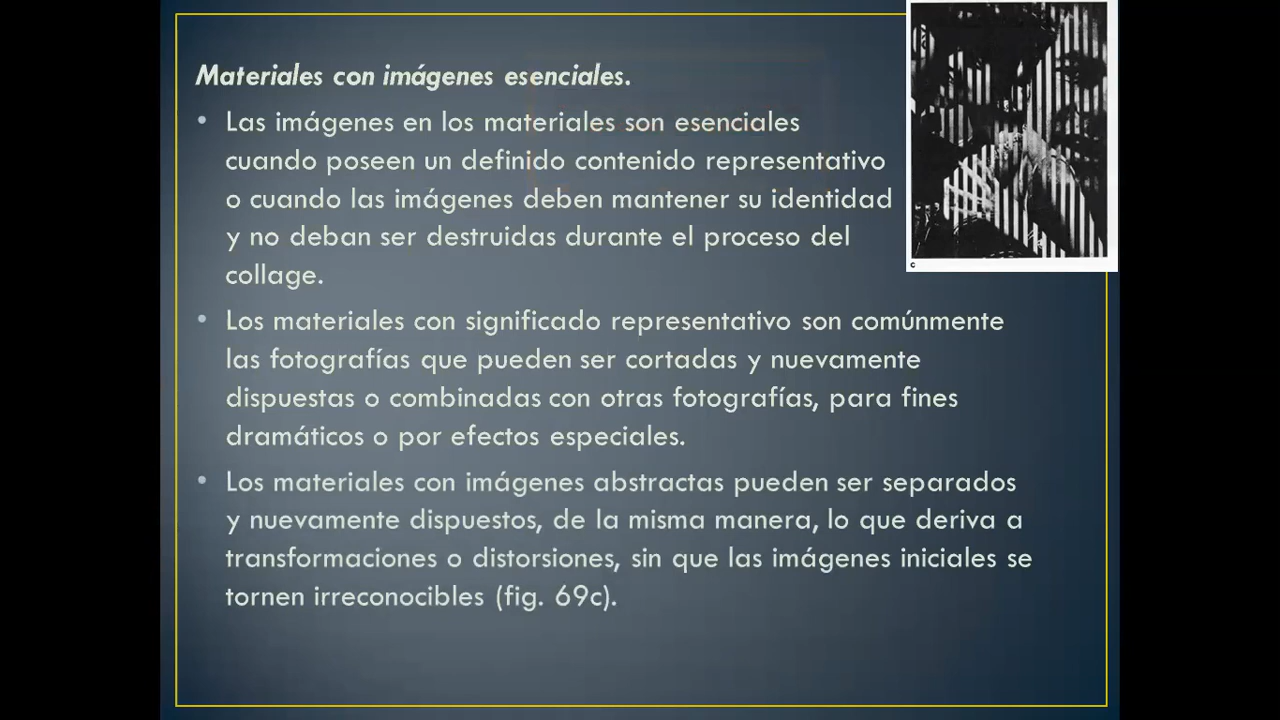 Materiales con imágenes esenciales.
• Las imágenes en los materiales son esenciales
cuando poseen un definido contenido representativo
o cuando las imágenes deben mantener su identidad
y no deban ser destruidas durante el proceso del
collage.
• Los materiales con significado representativo son comúnmente
las fotografías que pueden ser cortadas y nuevamente
dispuestas o combinadas con otras fotografías, para fines
dramáticos o por efectos especiales.
• Los materiales con imágenes abstractas pueden ser separados
y nuevamente dispuestos, de la misma manera, lo que deriva a
transformaciones o distorsiones, sin que las imágenes iniciales se
tornen irreconocibles (fig. 69c).
c